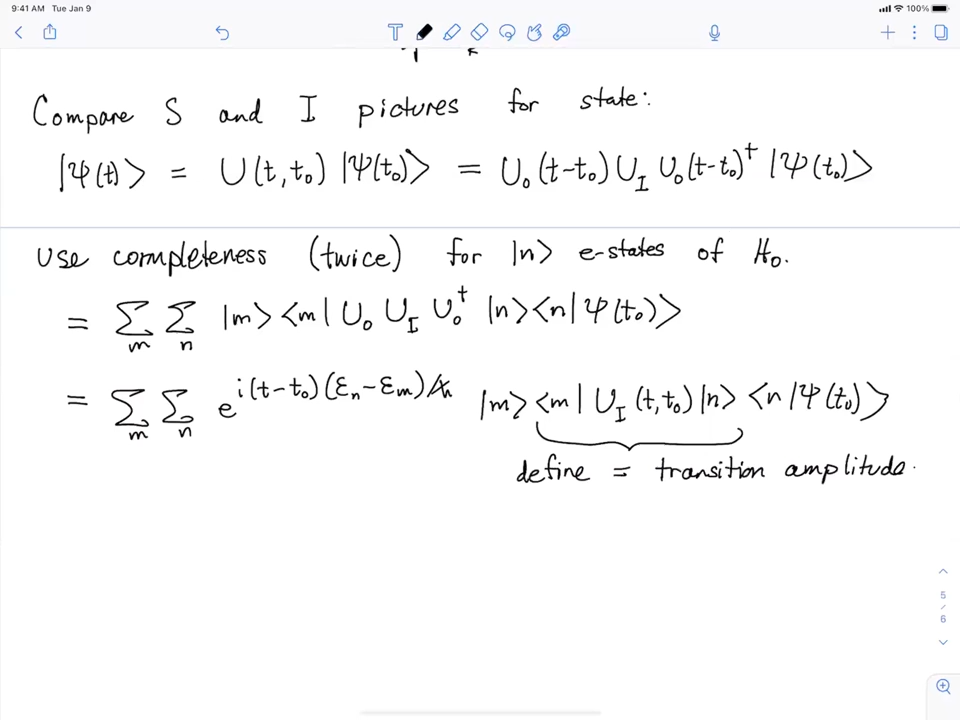 9:41 AM Tue Jan 9 100%
Compare S and I pictures for state:
|Ψ(t)⟩ = U(t,t₀) |Ψ(t₀)⟩ = U₀(t-t₀) U_I U₀(t-t₀)† |Ψ(t₀)⟩
Use completeness (twice) for |n⟩ e-states of H₀.
= Σ_m Σ_n |m⟩⟨m| U₀ U_I U₀† |n⟩⟨n|Ψ(t₀)⟩
= Σ_m Σ_n e^{i(t-t₀)(ε_n-ε_m)/ħ} |m⟩⟨m| U_I(t,t₀)|n⟩⟨n|Ψ(t₀)⟩
define = transition amplitude.
5
/
6